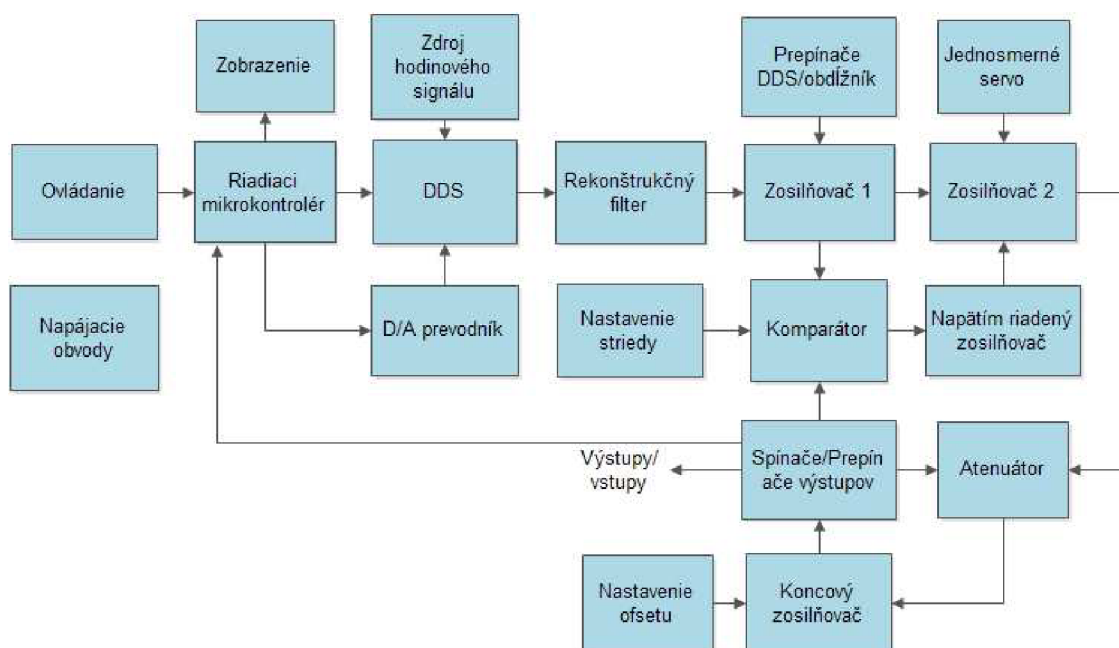 Zobrazenie
Zdroj
hodinového
signálu
Prepínače
DDS/obdĺžník
Jednosmerné
servo
Ovládanie
Riadiaci
mikrokontrolér
DDS
Rekonštrukčný
filter
Zosilňovač 1
Zosilňovač 2
Napájacie
obvody
D/A prevodník
Nastavenie
striedy
Komparátor
Napätím riadený
zosilňovač
Výstupy/
vstupy
Spínače/Prepín
ače výstupov
Atenuátor
Nastavenie
ofsetu
Koncový
zosilňovač